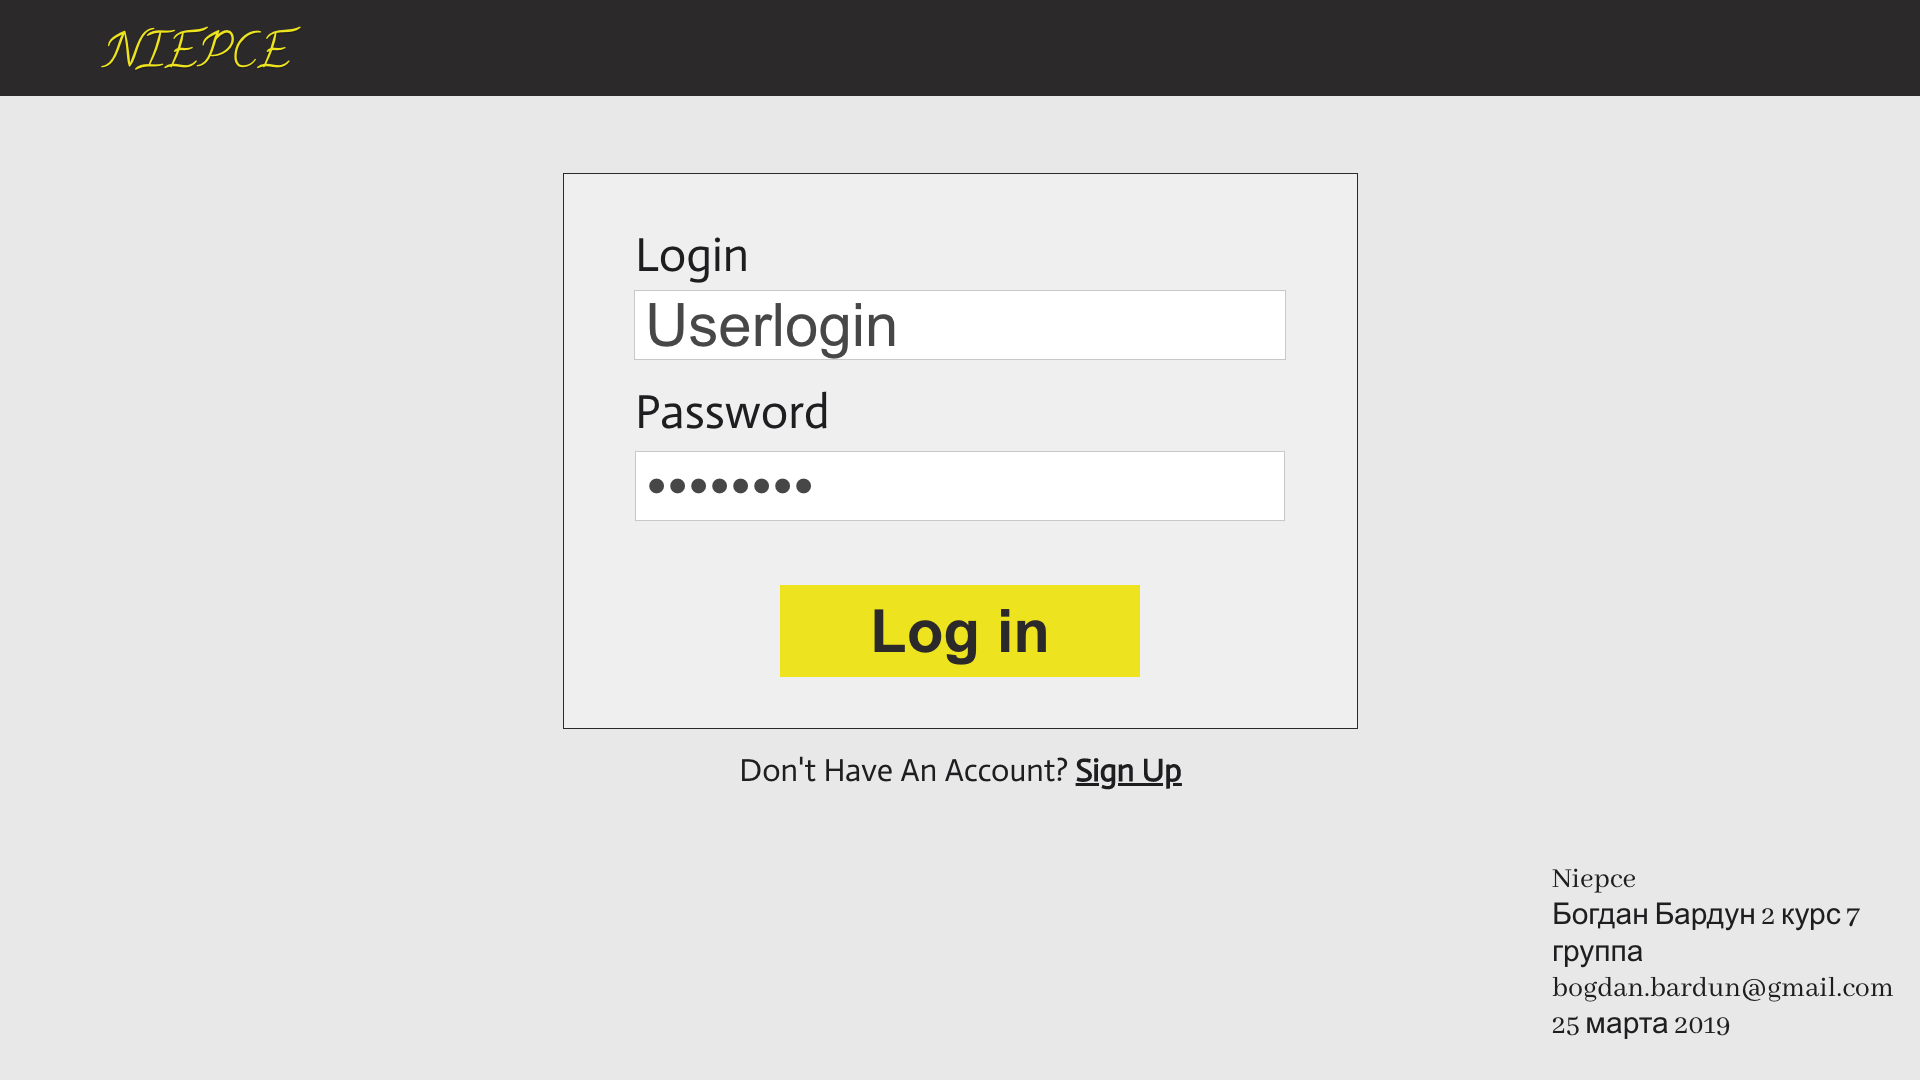 NIEPCE
Login
Userlogin
Password
••••••••
Log in
Don't Have An Account? Sign Up
Niepce
Богдан Бардун 2 курс 7
группа
bogdan.bardun@gmail.com
25 марта 2019